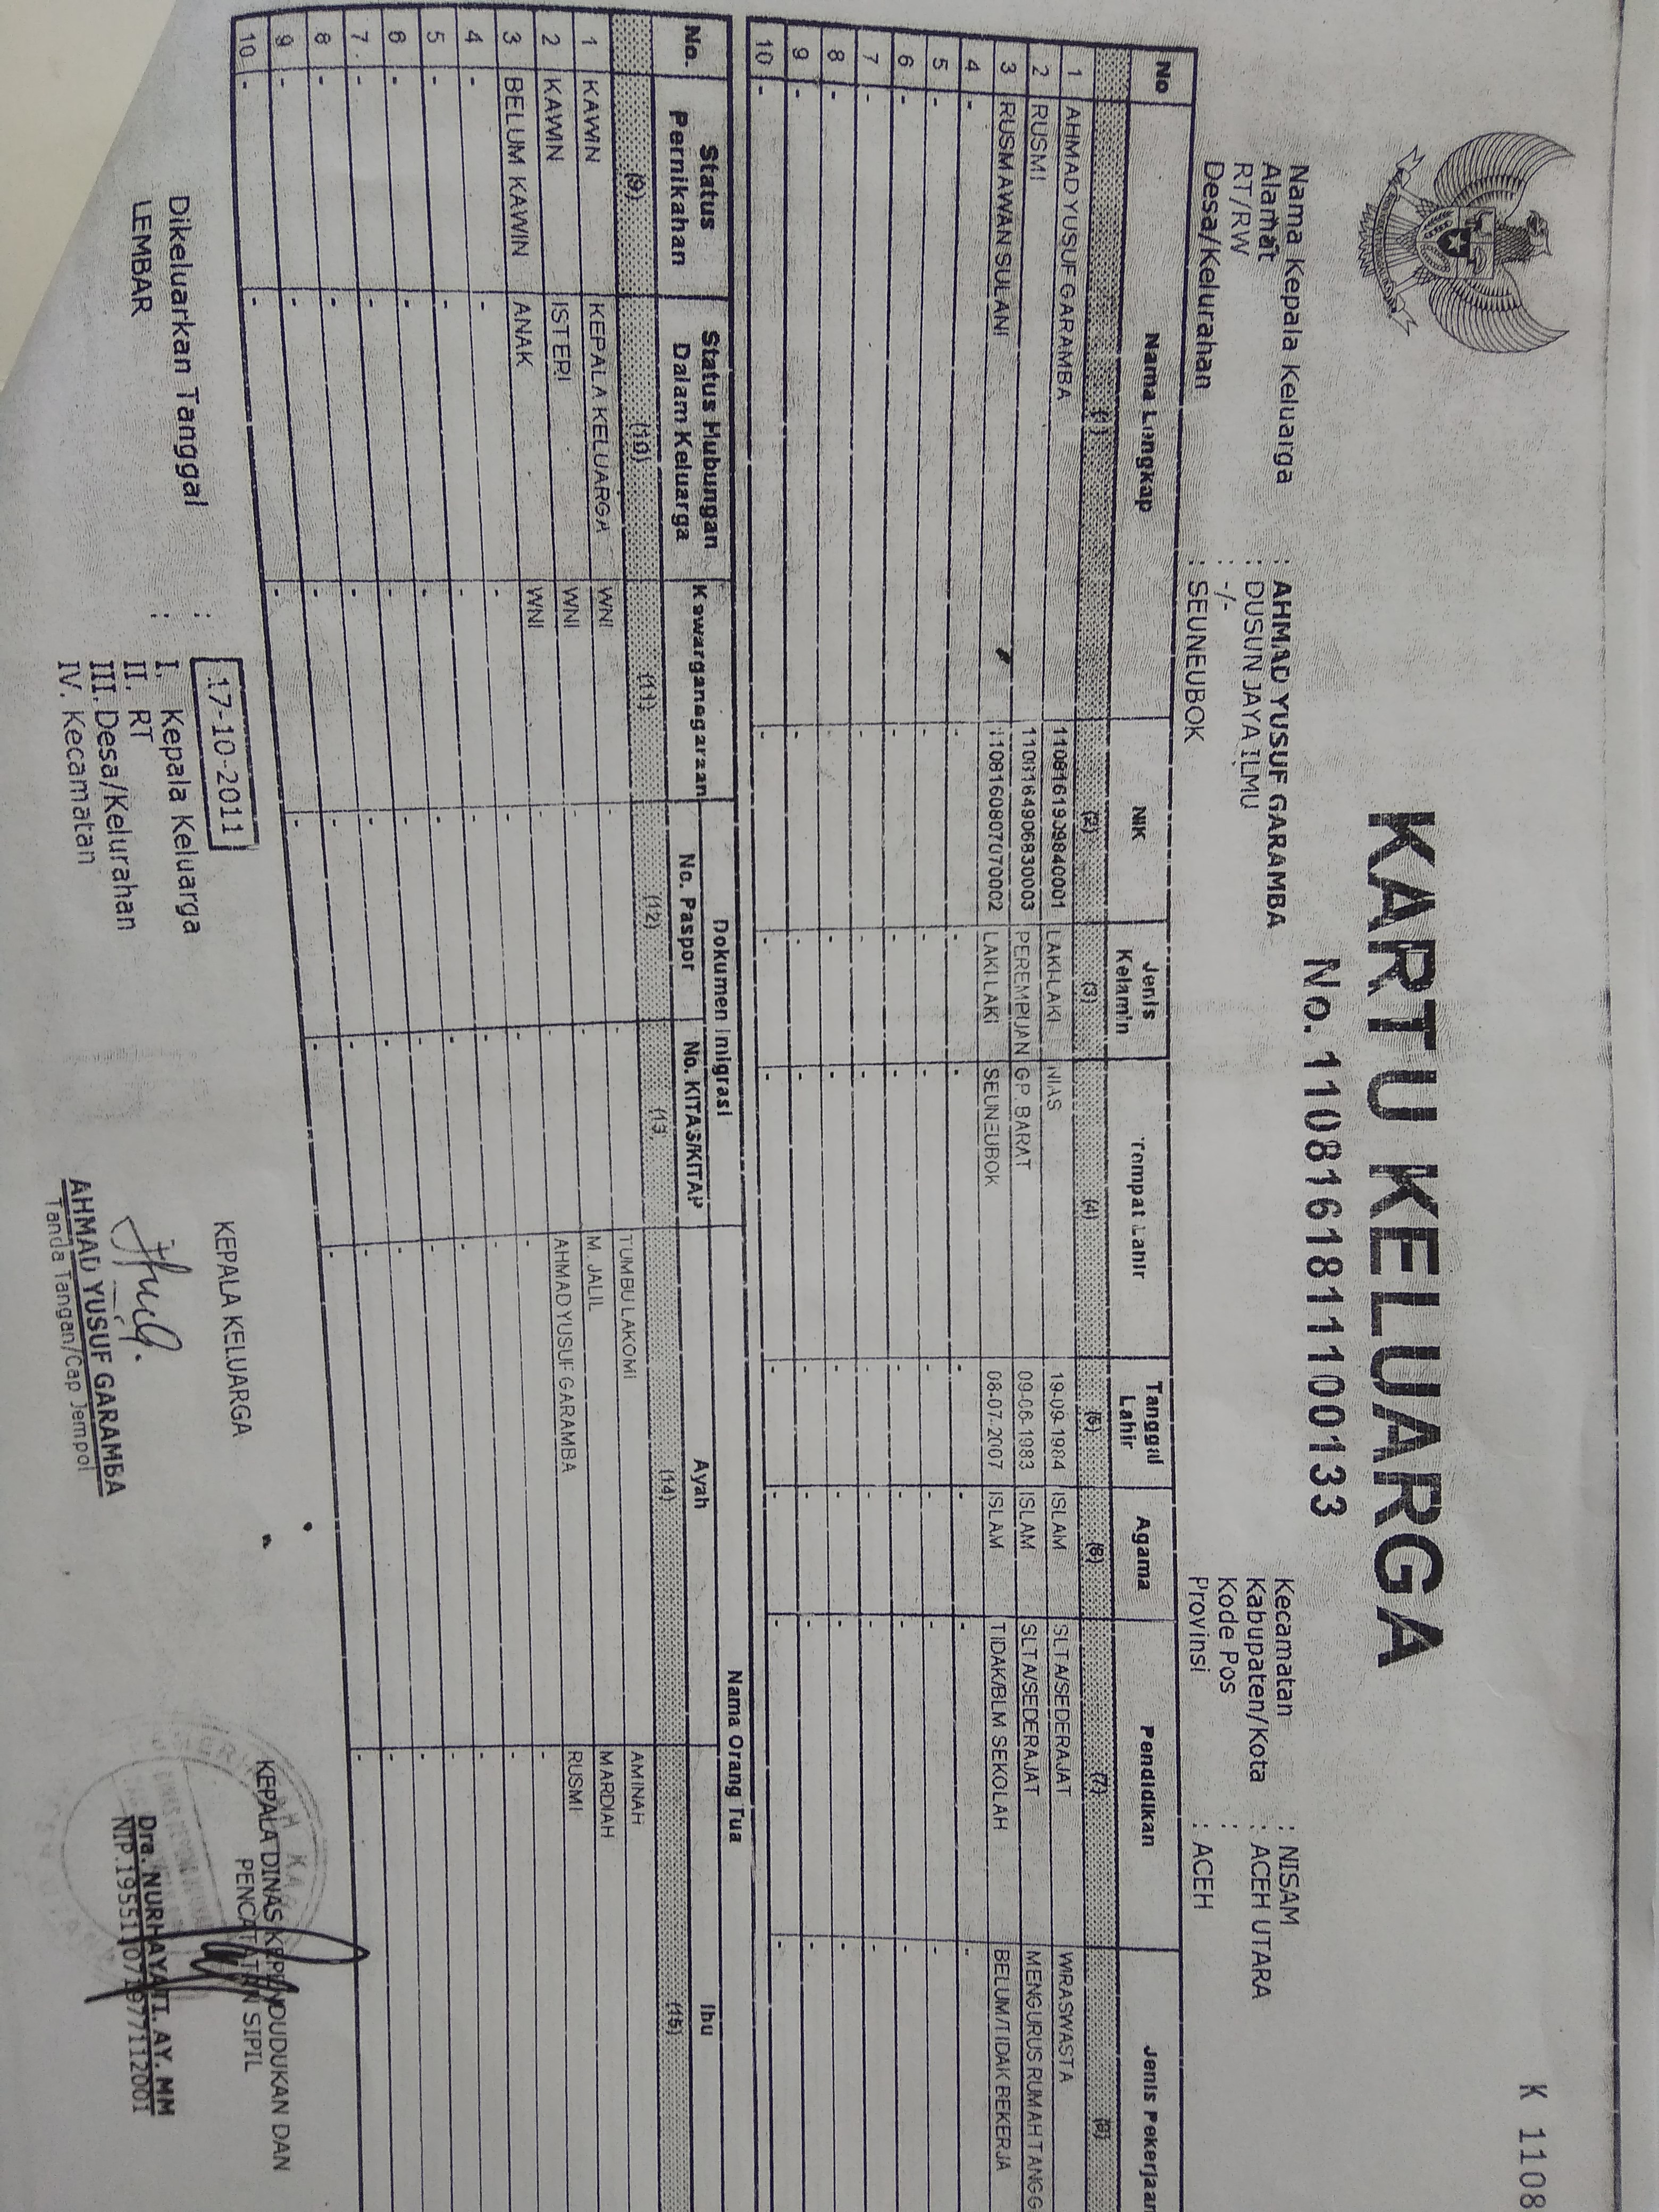 K 1108
KARTU KELUARGA
No. 1108161811100133
Nama Kepala Keluarga : AHMAD YUSUF GARAMBA
Alamat : DUSUN JAYA ILMU
RT/RW : -/-
Desa/Kelurahan : SEUNEUBOK
Kecamatan : NISAM
Kabupaten/Kota : ACEH UTARA
Kode Pos :
Provinsi : ACEH
No Nama Lengkap NIK Jenis Kelamin Tempat Lahir Tanggal Lahir Agama Pendidikan Jenis Pekerjaan
(1) (2) (3) (4) (5) (6) (7) (8)
1 AHMAD YUSUF GARAMBA 1108161909840001 LAKI-LAKI NIAS 19-09-1984 ISLAM SLTA/SEDERAJAT WIRASWASTA
2 RUSMI 1108164906830003 PEREMPUAN GP. BARAT 09-06-1983 ISLAM SLTA/SEDERAJAT MENGURUS RUMAH TANGG
3 RUSMAWAN SULANI 1108160807070002 LAKI-LAKI SEUNEUBOK 08-07-2007 ISLAM TIDAK/BLM SEKOLAH BELUM/TIDAK BEKERJA
4 - - - - - - - -
5 - - - - - - - -
6 - - - - - - - -
7 - - - - - - - -
8 - - - - - - - -
9 - - - - - - - -
10 - - - - - - - -
No. Status Pernikahan Status Hubungan Dalam Keluarga Kewarganegaraan Dokumen Imigrasi Nama Orang Tua
No. Paspor No. KITAS/KITAP Ayah Ibu
(9) (10) (11) (12) (13) (14) (15)
1 KAWIN KEPALA KELUARGA WNI - - TUMBU LAKOMI AMINAH
2 KAWIN ISTERI WNI - - M. JALIL MARDIAH
3 BELUM KAWIN ANAK WNI - - AHMAD YUSUF GARAMBA RUSMI
4 - - - - - - -
5 - - - - - - -
6 - - - - - - -
7 - - - - - - -
8 - - - - - - -
9 - - - - - - -
10 - - - - - - -
Dikeluarkan Tanggal : 17-10-2011
LEMBAR : I. Kepala Keluarga
II. RT
III. Desa/Kelurahan
IV. Kecamatan
KEPALA KELUARGA
AHMAD YUSUF GARAMBA
Tanda Tangan/Cap Jempol
KEPALA DINAS KEPENDUDUKAN DAN
PENCATATAN SIPIL
Dra. NURHAYATI. AY. MM
NIP.195511071977112001